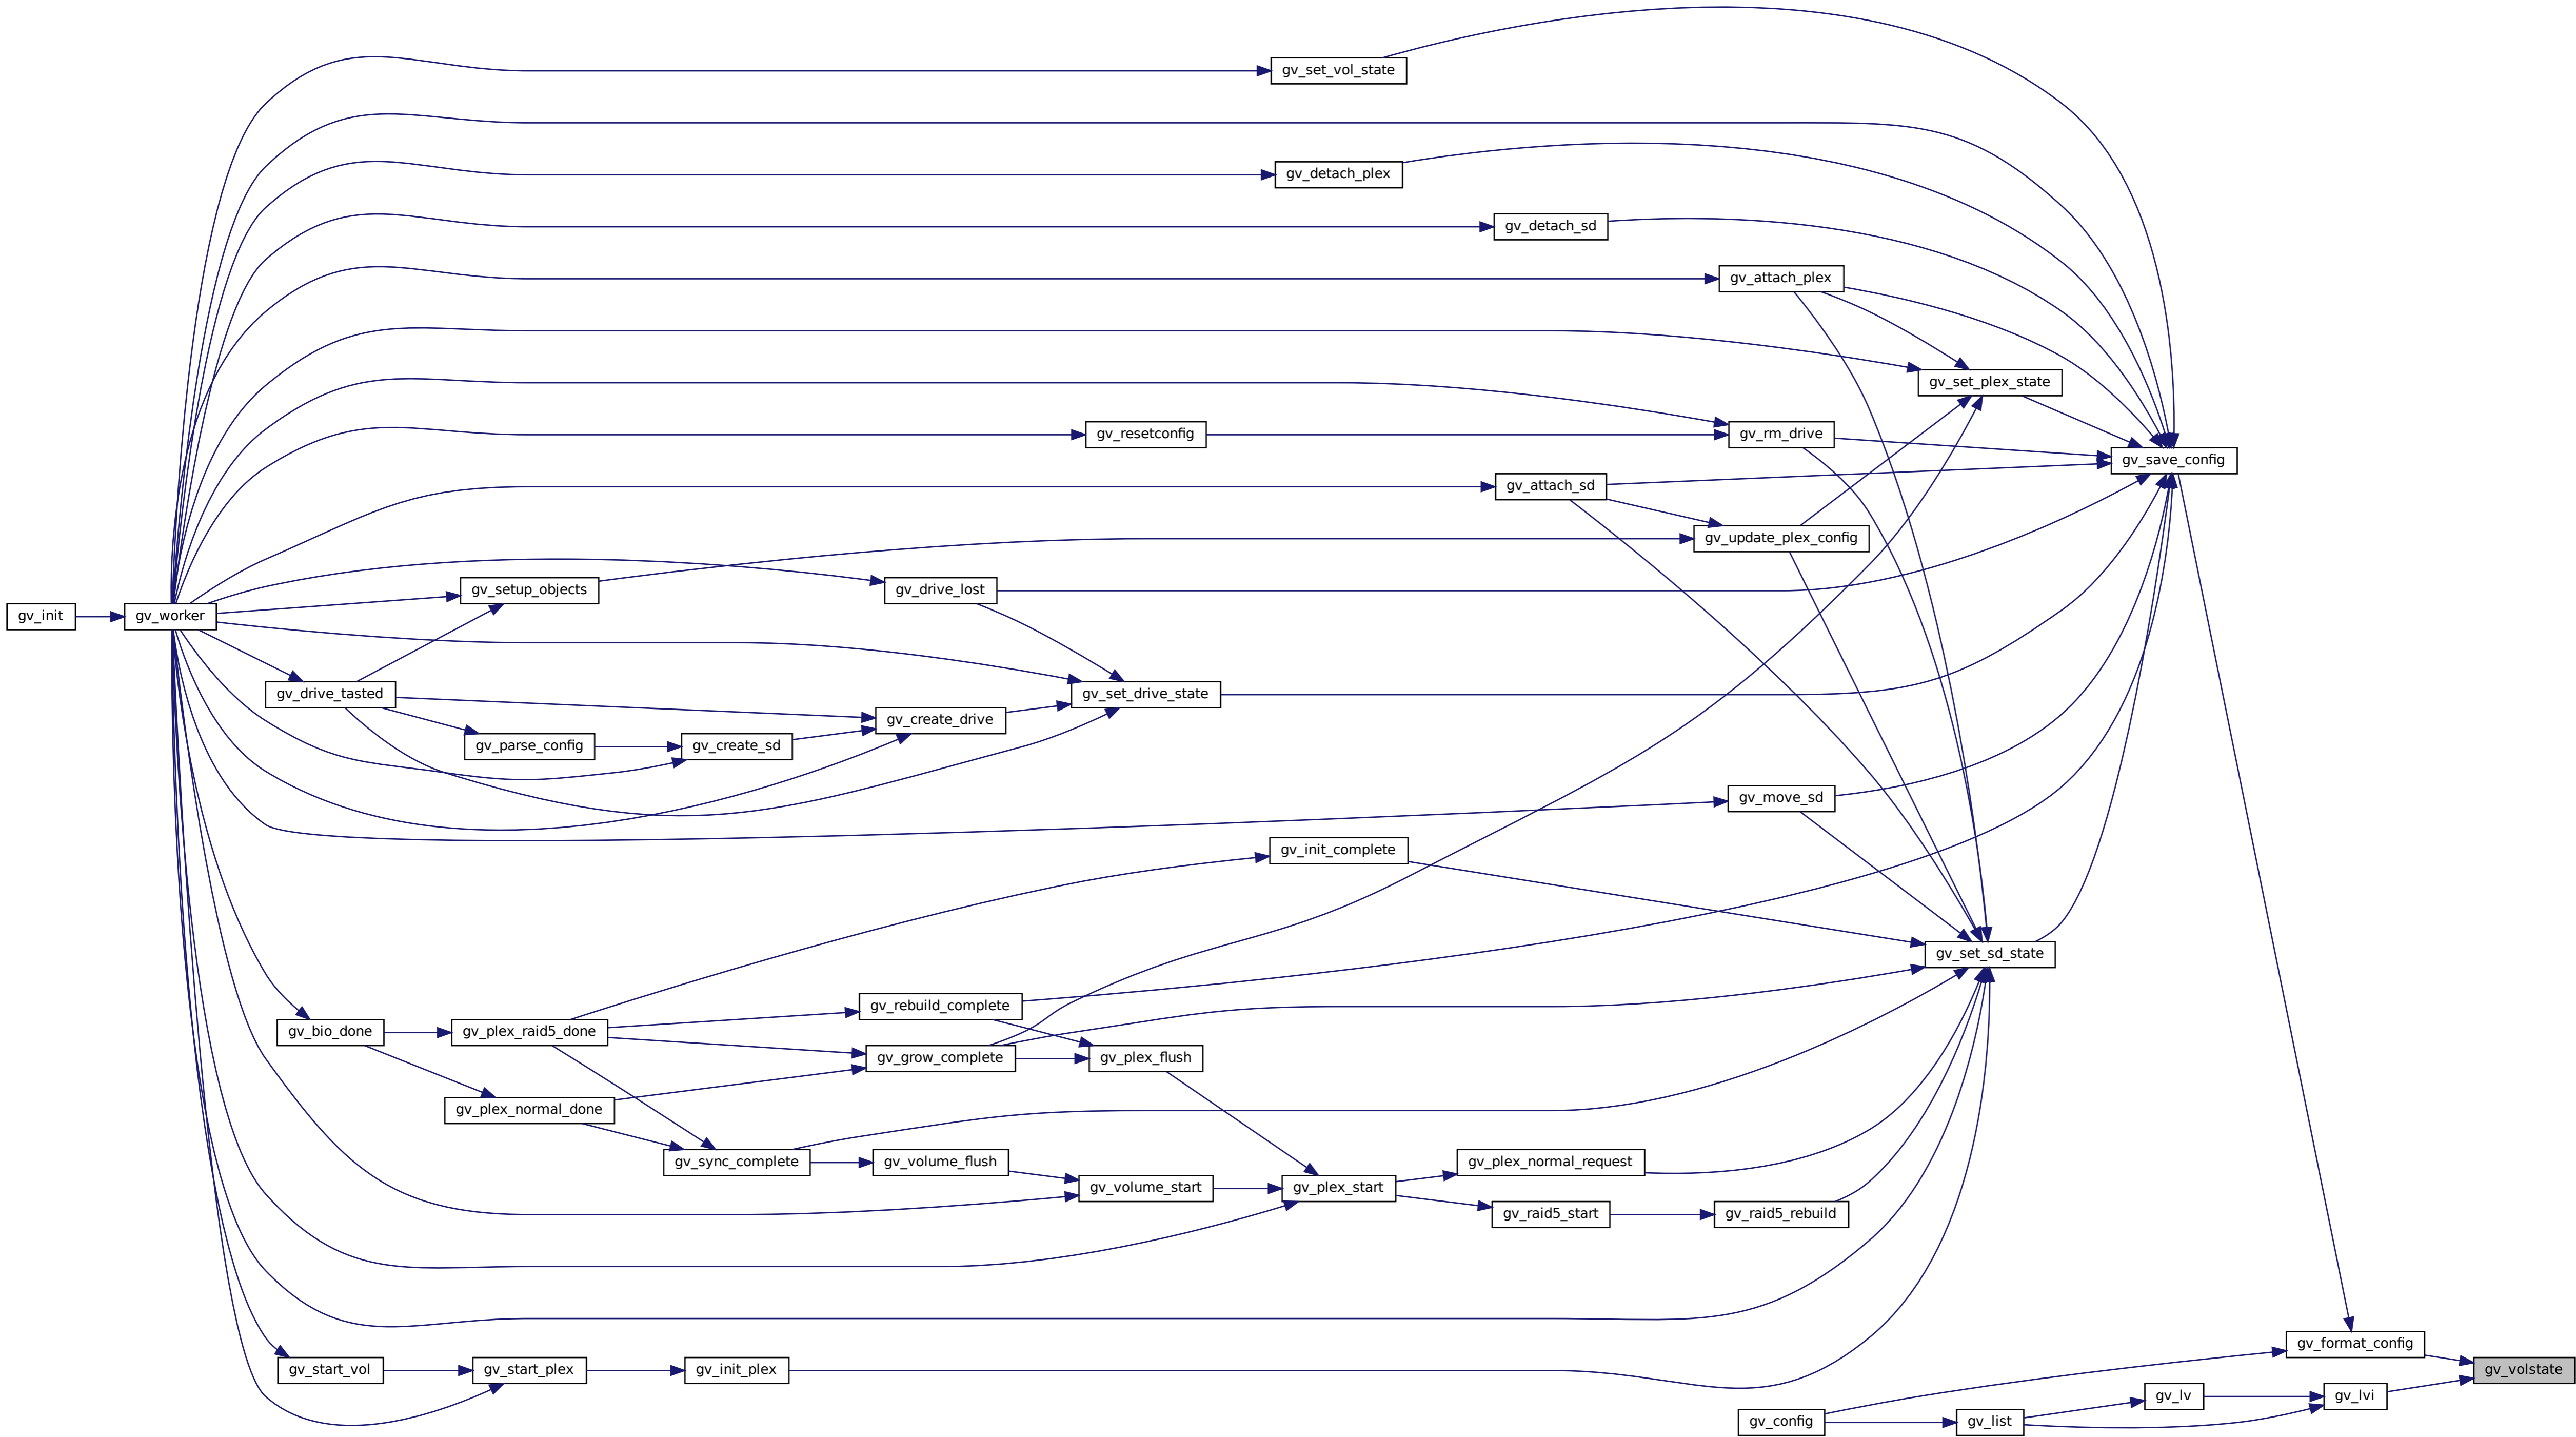 gv_set_vol_state
gv_detach_plex
gv_detach_sd
gv_attach_plex
gv_set_plex_state
gv_resetconfig
gv_rm_drive
gv_save_config
gv_attach_sd
gv_update_plex_config
gv_setup_objects
gv_drive_lost
gv_init
gv_worker
gv_drive_tasted
gv_set_drive_state
gv_create_drive
gv_parse_config
gv_create_sd
gv_move_sd
gv_init_complete
gv_set_sd_state
gv_rebuild_complete
gv_bio_done
gv_plex_raid5_done
gv_grow_complete
gv_plex_flush
gv_plex_normal_done
gv_sync_complete
gv_volume_flush
gv_plex_normal_request
gv_volume_start
gv_plex_start
gv_raid5_start
gv_raid5_rebuild
gv_format_config
gv_start_vol
gv_start_plex
gv_init_plex
gv_volstate
gv_lv
gv_lvi
gv_config
gv_list